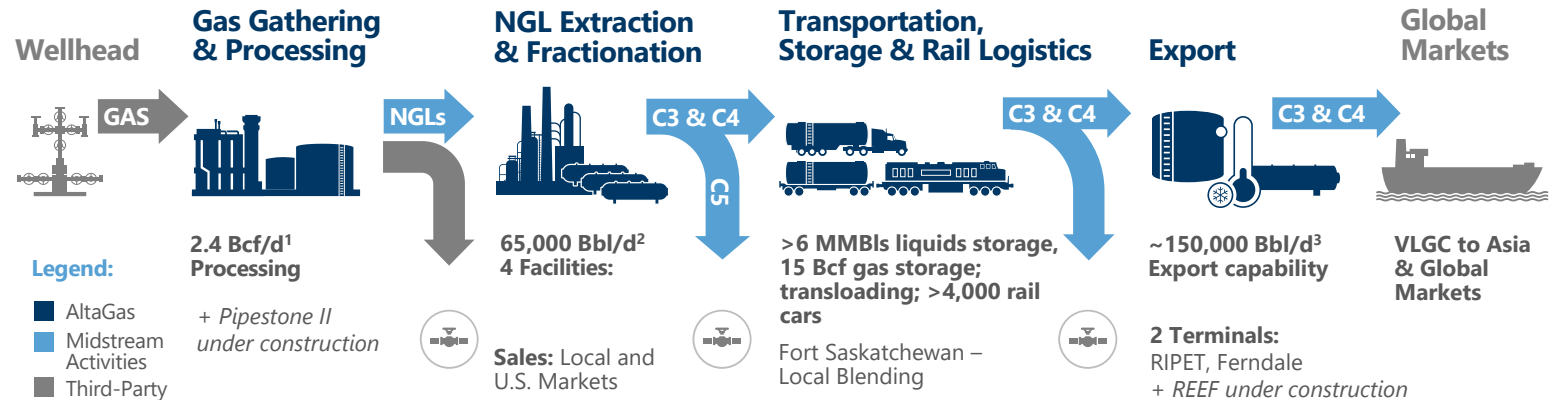 Wellhead
GAS
Gas Gathering
& Processing
NGLs
2.4 Bcf/d¹
Processing
+ Pipestone II
under construction
NGL Extraction
& Fractionation
C3 & C4
C5
65,000 Bbl/d²
4 Facilities:
Sales: Local and
U.S. Markets
Transportation,
Storage & Rail Logistics
C3 & C4
>6 MMBls liquids storage,
15 Bcf gas storage;
transloading; >4,000 rail
cars
Fort Saskatchewan –
Local Blending
Export
C3 & C4
~150,000 Bbl/d³
Export capability
2 Terminals:
RIPET, Ferndale
+ REEF under construction
Global
Markets
VLGC to Asia
& Global
Markets
Legend:
AltaGas
Midstream
Activities
Third-Party